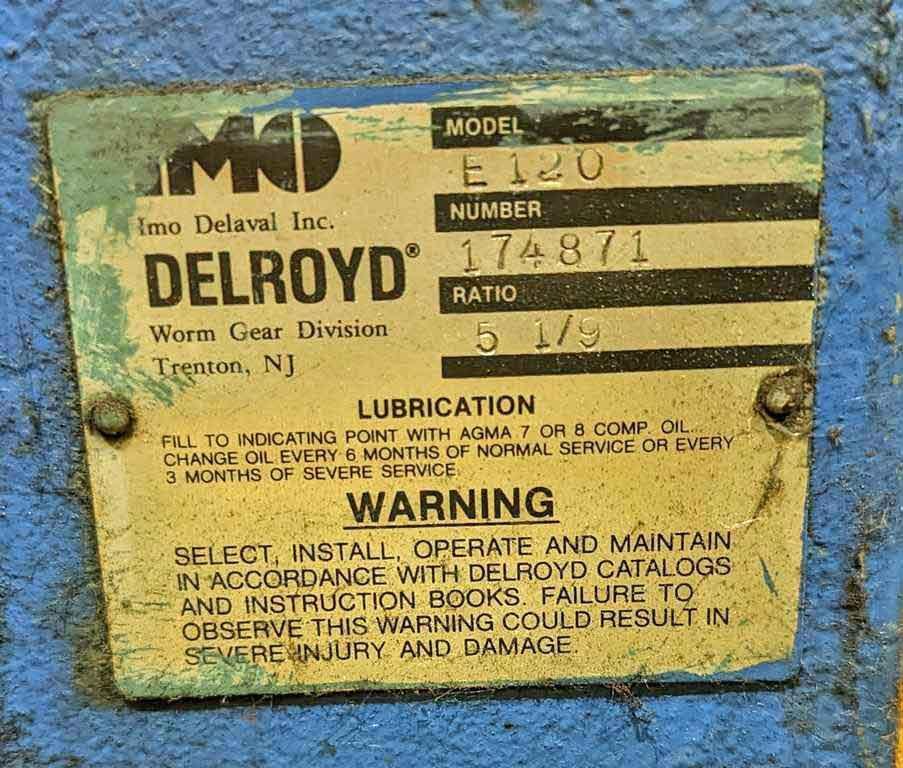 IMO
Imo Delaval Inc.
DELROYD®
Worm Gear Division
Trenton, NJ
MODEL
E 120
NUMBER
174871
RATIO
5 1/9
LUBRICATION
FILL TO INDICATING POINT WITH AGMA 7 OR 8 COMP. OIL.
CHANGE OIL EVERY 6 MONTHS OF NORMAL SERVICE OR EVERY
3 MONTHS OF SEVERE SERVICE.
WARNING
SELECT, INSTALL, OPERATE AND MAINTAIN
IN ACCORDANCE WITH DELROYD CATALOGS
AND INSTRUCTION BOOKS. FAILURE TO
OBSERVE THIS WARNING COULD RESULT IN
SEVERE INJURY AND DAMAGE.